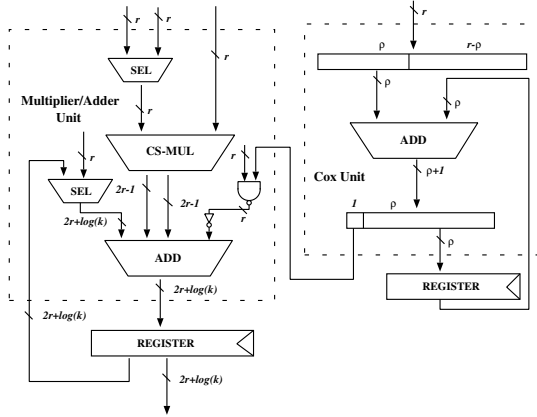 r
r
r
r
SEL
r
Multiplier/Adder
Unit
r
CS-MUL
r
SEL
2r-1
2r-1
2r+log(k)
r
ADD
2r+log(k)
2r+log(k)
REGISTER
2r+log(k)
ρ
r-ρ
ρ
ρ
ADD
ρ+1
Cox Unit
1
ρ
ρ
REGISTER